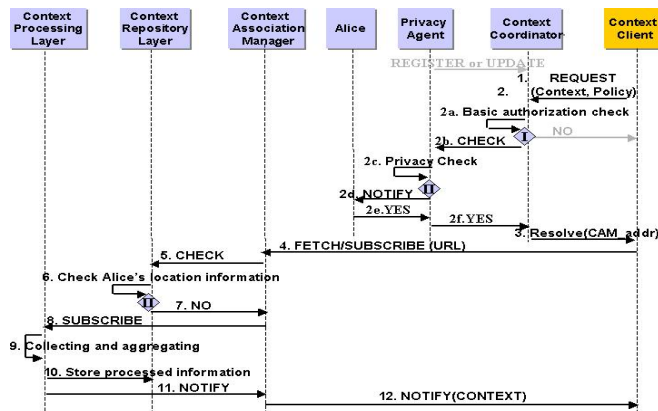 Context Processing Layer
Context Repository Layer
Context Association Manager
Alice
Privacy Agent
Context Coordinator
Context Client
REGISTER or UPDATE
1. REQUEST
2. (Context, Policy)
2a. Basic authorization check
I
NO
2b. CHECK
2c. Privacy Check
II
2d. NOTIFY
2e.YES
2f.YES
3. Resolve(CAM_addr)
4. FETCH/SUBSCRIBE (URL)
5. CHECK
6. Check Alice's location information
II
7. NO
8. SUBSCRIBE
9. Collecting and aggregating
10. Store processed information
11. NOTIFY
12. NOTIFY(CONTEXT)